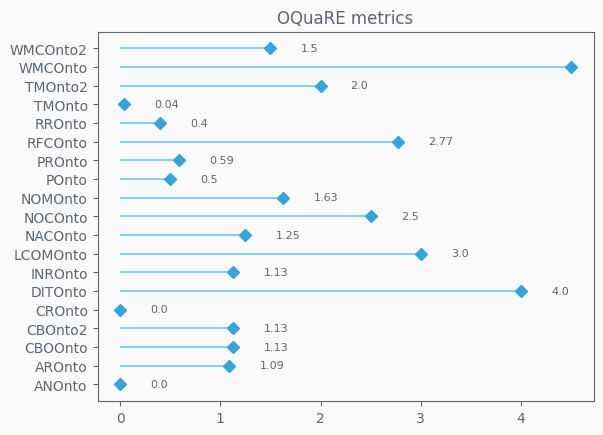 OQuaRE metrics
WMCOnto2 1.5
WMCOnto
TMOnto2 2.0
TMOnto 0.04
RROnto 0.4
RFCOnto 2.77
PROnto 0.59
POnto 0.5
NOMOnto 1.63
NOCOnto 2.5
NACOnto 1.25
LCOMOnto 3.0
INROnto 1.13
DITOnto 4.0
CROnto 0.0
CBOnto2 1.13
CBOOnto 1.13
AROnto 1.09
ANOnto 0.0
0 1 2 3 4